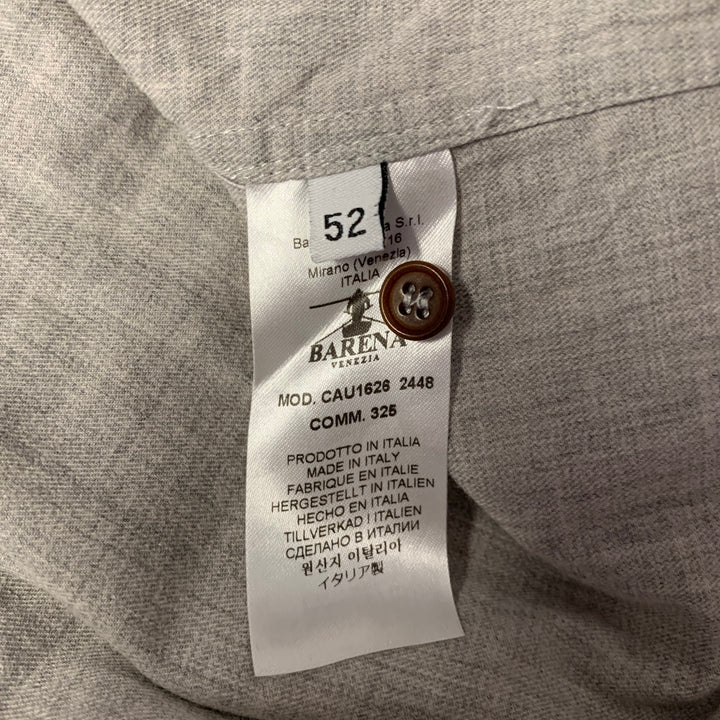 52
S.r.l.
16
Mirano (Venezia)
ITALIA
BARENA
VENEZIA
MOD. CAU1626 2448
COMM. 325
PRODOTTO IN ITALIA
MADE IN ITALY
FABRIQUE EN ITALIE
HERGESTELLT IN ITALIEN
HECHO EN ITALIA
TILLVERKAD I ITALIEN
СДЕЛАНО В ИТАЛИИ
원산지 이탈리아
イタリア製